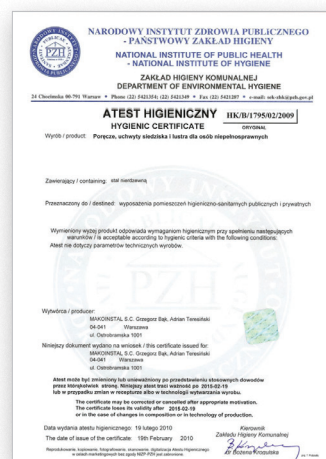 NARODOWY INSTYTUT ZDROWIA PUBLICZNEGO
- PAŃSTWOWY ZAKŁAD HIGIENY
NATIONAL INSTITUTE OF PUBLIC HEALTH
- NATIONAL INSTITUTE OF HYGIENE
ZAKŁAD HIGIENY KOMUNALNEJ
DEPARTMENT OF ENVIRONMENTAL HYGIENE
24 Chocimska 00-791 Warsaw • Phone (22) 5421354; (22) 5421349 • Fax (22) 5421287 • e-mail: sek-zhk@pzh.gov.pl
ATEST HIGIENICZNY HK/B/1795/02/2009
HYGIENIC CERTIFICATE ORYGINAŁ
Wyrób / product: Poręcze, uchwyty siedziska i lustra dla osób niepełnosprawnych
Zawierający / containing: stal nierdzewną
Przeznaczony do / destined: wyposażenia pomieszczeń higieniczno-sanitarnych publicznych i prywatnych
Wymieniony wyżej produkt odpowiada wymaganiom higienicznym przy spełnieniu następujących
warunków / is acceptable according to hygienic criteria with the following conditions:
Atest nie dotyczy parametrów technicznych wyrobów.
Wytwórca / producer:
MAKOINSTAL S.C. Grzegorz Bąk, Adrian Teresiński
04-041 Warszawa
ul. Ostrobramska 1001
Niniejszy dokument wydano na wniosek / this certificate issued for:
MAKOINSTAL S.C. Grzegorz Bąk, Adrian Teresiński
04-041 Warszawa
ul. Ostrobramska 1001
Atest może być zmieniony lub unieważniony po przedstawieniu stosownych dowodów
przez którąkolwiek stronę. Niniejszy atest traci ważność po 2015-02-19
lub w przypadku zmian w recepturze albo w technologii wytwarzania wyrobu.
The certificate may be corrected or cancelled after appropriate motivation.
The certificate loses its validity after 2015-02-19
or in the case of changes in composition or in technology of production.
Data wydania atestu higienicznego: 19 lutego 2010
The date of issue of the certificate: 19th February 2010
Kierownik
Zakładu Higieny Komunalnej
dr Bożena Krogulska
PZH